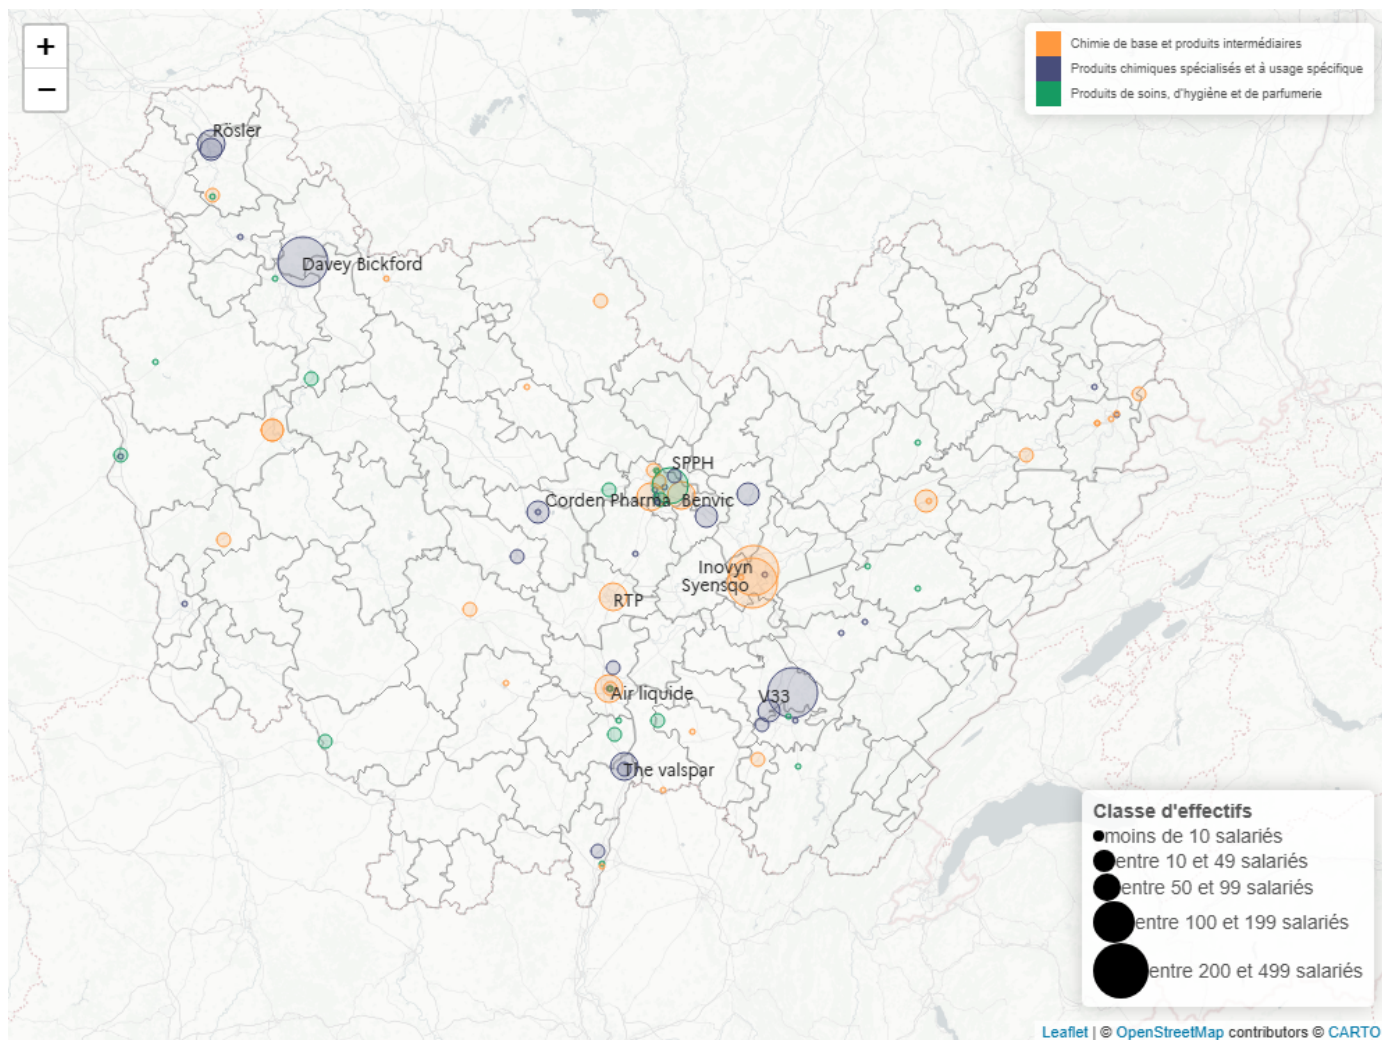 +
−
Chimie de base et produits intermédiaires
Produits chimiques spécialisés et à usage spécifique
Produits de soins, d'hygiène et de parfumerie
Rösler
Davey Bickford
SPPH
Corden Pharma Benvic
Inovyn
Syensqo
RTP
Air liquide
V33
The valspar
Classe d'effectifs
moins de 10 salariés
entre 10 et 49 salariés
entre 50 et 99 salariés
entre 100 et 199 salariés
entre 200 et 499 salariés
Leaflet | © OpenStreetMap contributors © CARTO